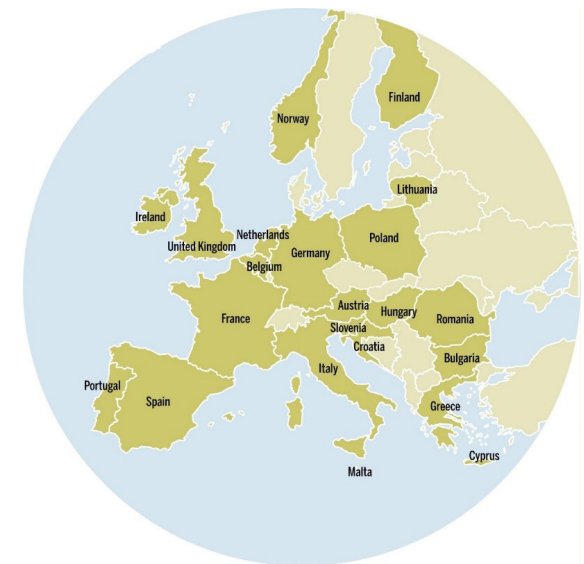 Finland
Norway
Lithuania
Ireland
Netherlands
Poland
United Kingdom
Germany
Belgium
Austria
Hungary
France
Romania
Slovenia
Croatia
Bulgaria
Italy
Portugal
Spain
Greece
Cyprus
Malta